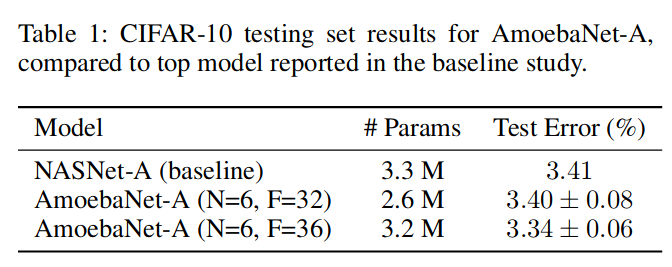 Table 1: CIFAR-10 testing set results for AmoebaNet-A,
compared to top model reported in the baseline study.
Model # Params Test Error (%)
NASNet-A (baseline) 3.3 M 3.41
AmoebaNet-A (N=6, F=32) 2.6 M 3.40 ± 0.08
AmoebaNet-A (N=6, F=36) 3.2 M 3.34 ± 0.06